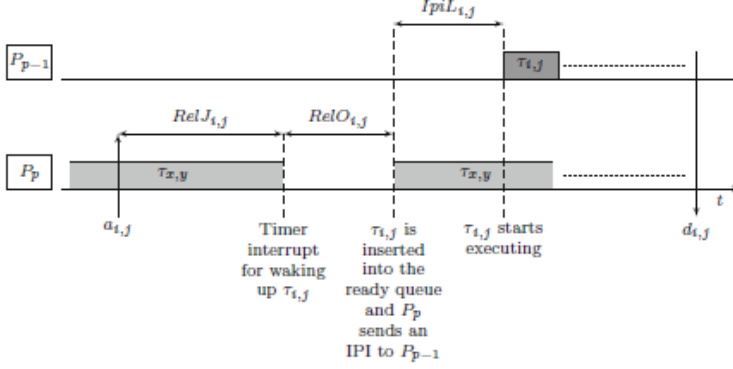 IpiL_{i,j}
P_{p−1}
τ_{i,j}
RelJ_{i,j}
RelO_{i,j}
P_p
τ_{x,y}
τ_{x,y}
t
a_{i,j}
Timer
interrupt
for waking
up τ_{i,j}
τ_{i,j} is
inserted
into the
ready queue
and P_p
sends an
IPI to P_{p−1}
τ_{i,j} starts
executing
d_{i,j}